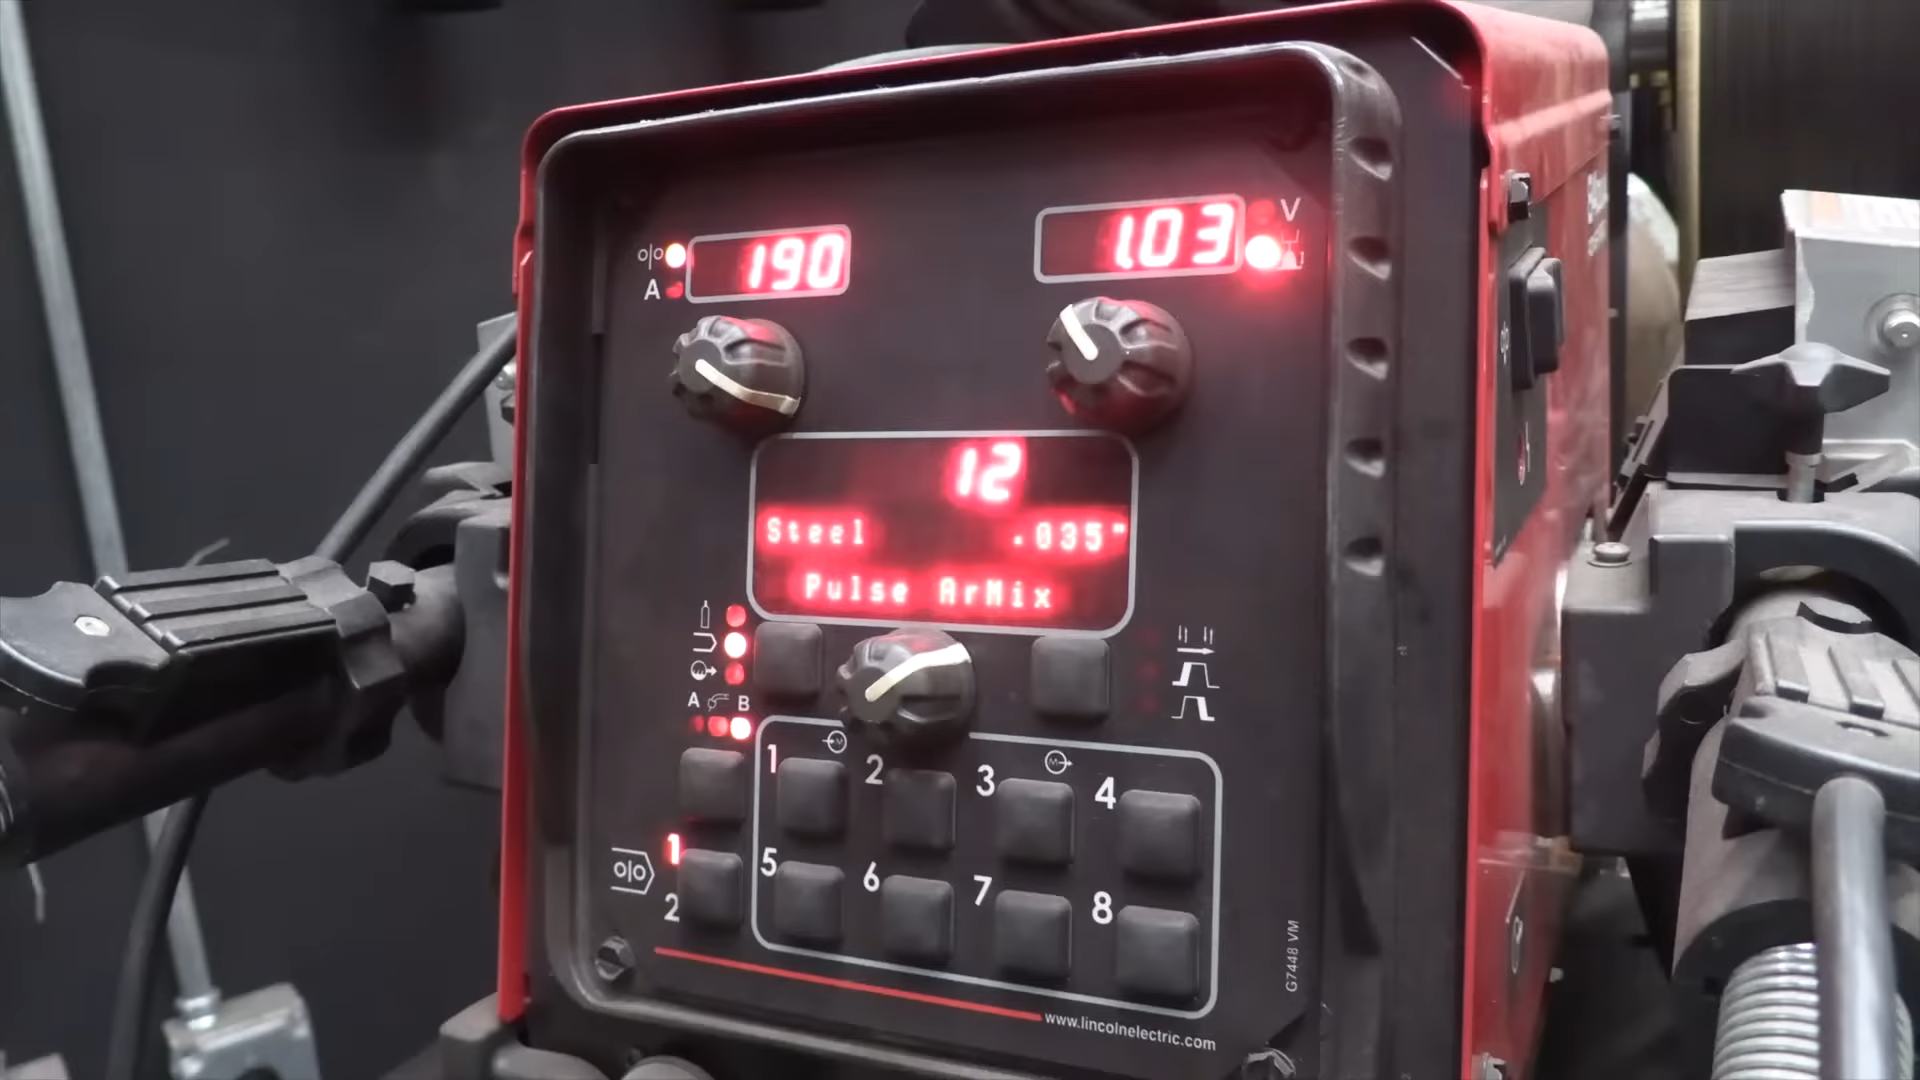 190
1.03
V
A
12
Steel .035"
Pulse ArMix
A B
1 2 3 4
5 6 7 8
1
2
G7448 VM
www.lincolnelectric.com